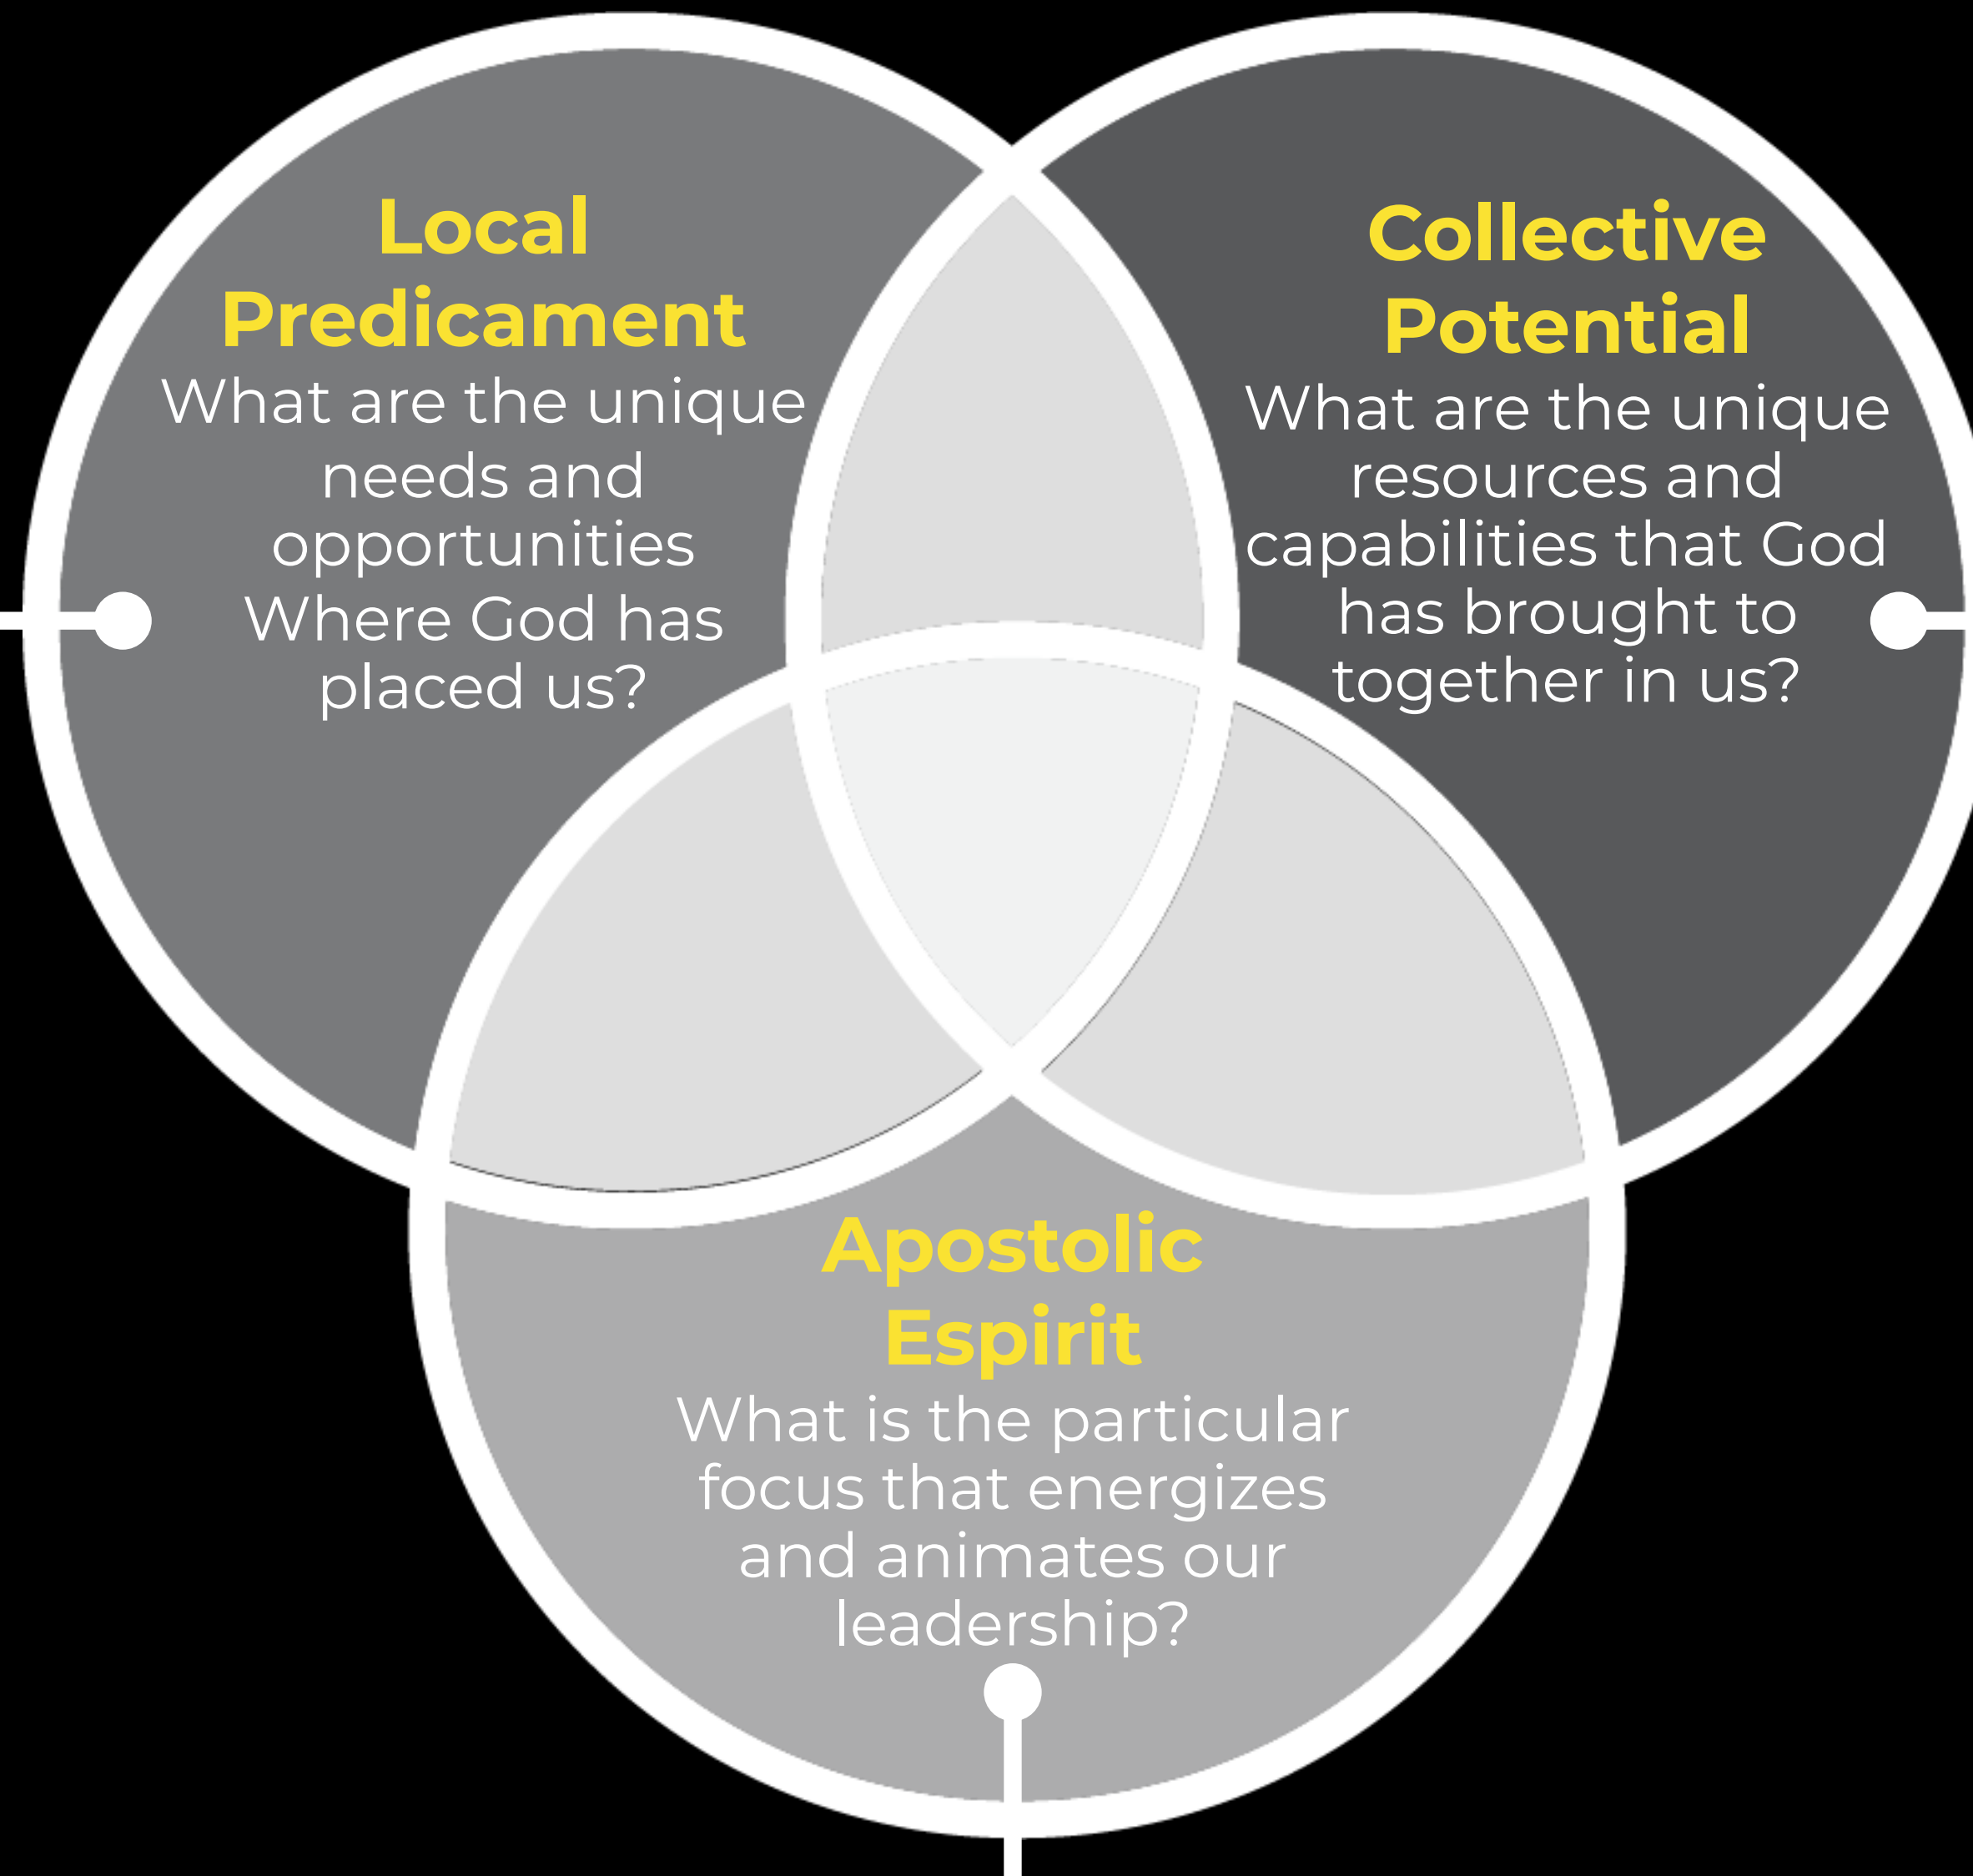 Local
Predicament
What are the unique
needs and
opportunities
Where God has
placed us?
Collective
Potential
What are the unique
resources and
capabilities that God
has brought to
together in us?
Apostolic
Espirit
What is the particular
focus that energizes
and animates our
leadership?